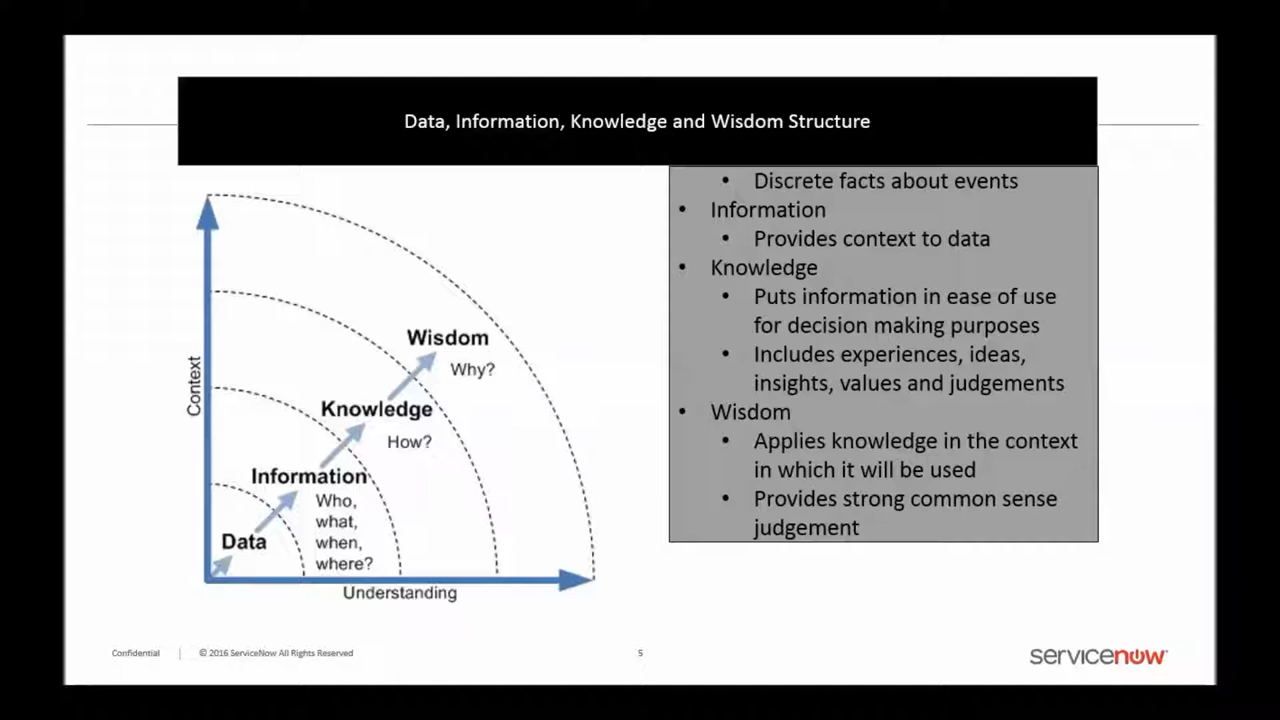 Data, Information, Knowledge and Wisdom Structure
Context
Wisdom
Why?
Knowledge
How?
Information
Who,
what,
when,
where?
Data
Understanding
• Discrete facts about events
• Information
• Provides context to data
• Knowledge
• Puts information in ease of use
for decision making purposes
• Includes experiences, ideas,
insights, values and judgements
• Wisdom
• Applies knowledge in the context
in which it will be used
• Provides strong common sense
judgement
Confidential | © 2016 ServiceNow All Rights Reserved
5
servicenow